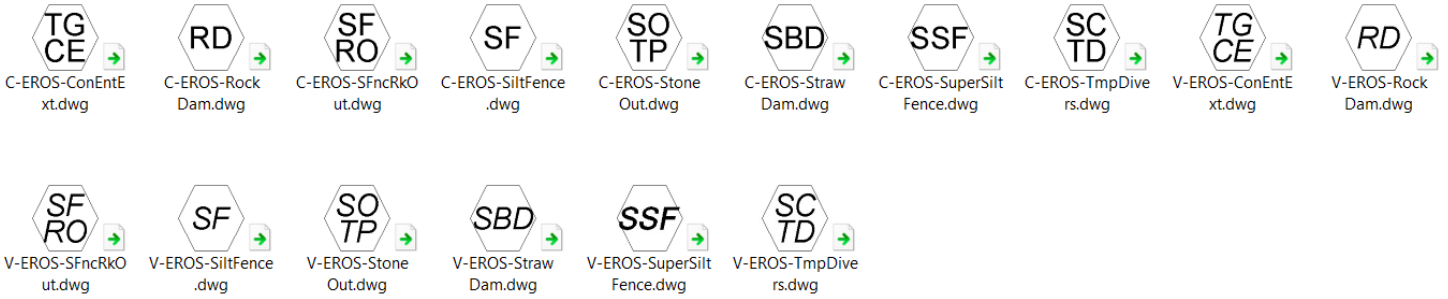 TG
CE
RD
SF
RO
SF
SO
TP
SBD
SSF
SC
TD
TG
CE
RD
C-EROS-ConEntE
xt.dwg
C-EROS-Rock
Dam.dwg
C-EROS-SFncRkO
ut.dwg
C-EROS-SiltFence
.dwg
C-EROS-Stone
Out.dwg
C-EROS-Straw
Dam.dwg
C-EROS-SuperSilt
Fence.dwg
C-EROS-TmpDive
rs.dwg
V-EROS-ConEntE
xt.dwg
V-EROS-Rock
Dam.dwg
SF
RO
SF
SO
TP
SBD
SSF
SC
TD
V-EROS-SFncRkO
ut.dwg
V-EROS-SiltFence
.dwg
V-EROS-Stone
Out.dwg
V-EROS-Straw
Dam.dwg
V-EROS-SuperSilt
Fence.dwg
V-EROS-TmpDive
rs.dwg